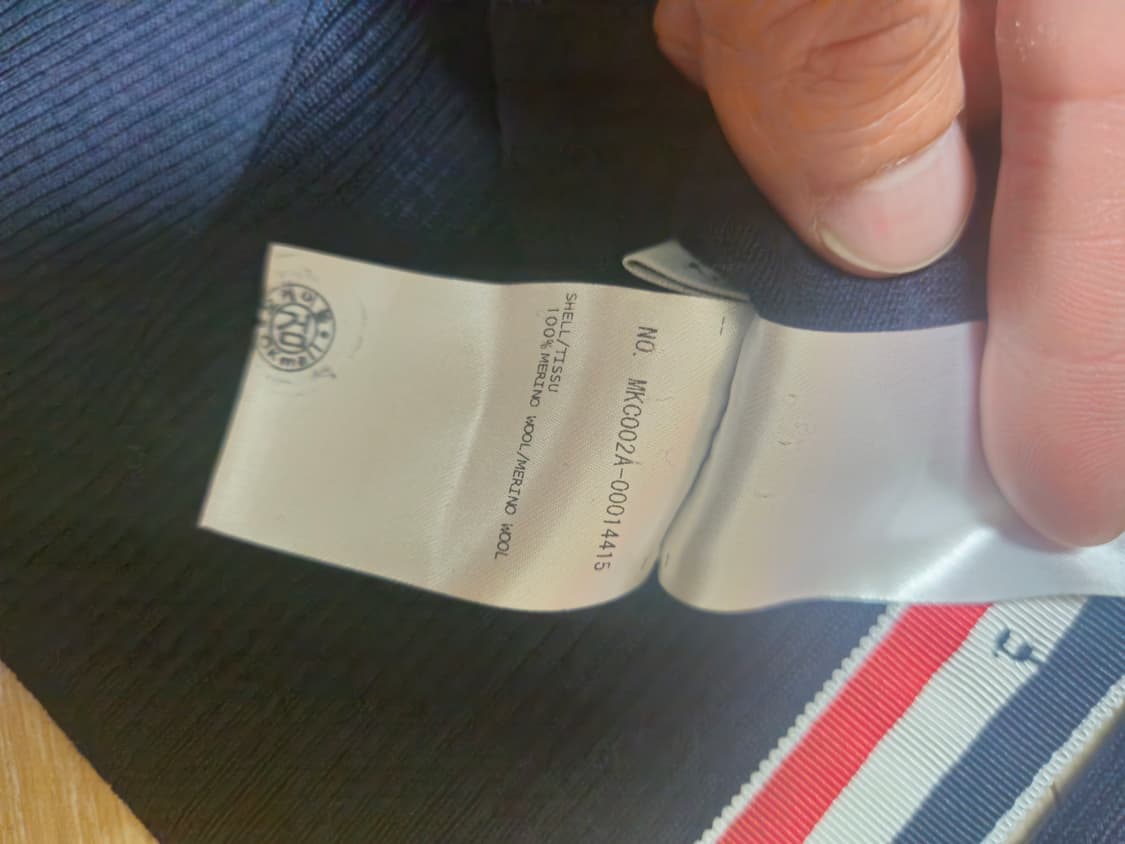 NO. MKC002A-00014415
SHELL/TISSU
100% MERINO WOOL/MERINO WOOL